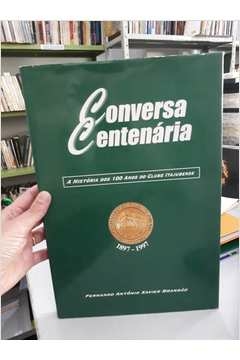 Conversa
Centenária
A História dos 100 Anos do Clube Itajubense
1897 - 1997
Fernando Antônio Xavier Brandão